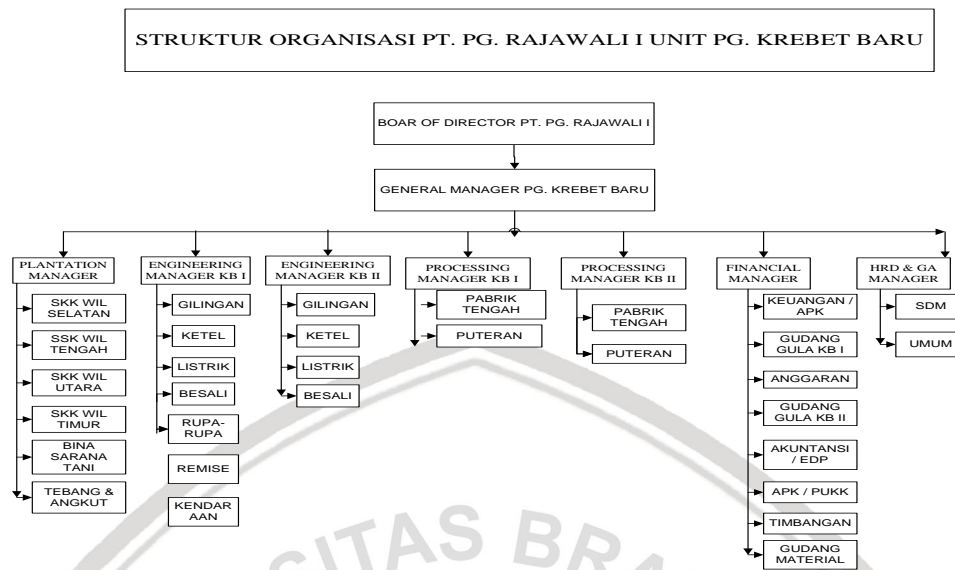 STRUKTUR ORGANISASI PT. PG. RAJAWALI I UNIT PG. KREBET BARU
BOAR OF DIRECTOR PT. PG. RAJAWALI I
GENERAL MANAGER PG. KREBET BARU
PLANTATION
MANAGER
SKK WIL
SELATAN
SSK WIL
TENGAH
SKK WIL
UTARA
SKK WIL
TIMUR
BINA
SARANA
TANI
TEBANG &
ANGKUT
ENGINEERING
MANAGER KB I
GILINGAN
KETEL
LISTRIK
BESALI
RUPA-
RUPA
REMISE
KENDAR
AAN
ENGINEERING
MANAGER KB II
GILINGAN
KETEL
LISTRIK
BESALI
PROCESSING
MANAGER KB I
PABRIK
TENGAH
PUTERAN
PROCESSING
MANAGER KB II
PABRIK
TENGAH
PUTERAN
FINANCIAL
MANAGER
KEUANGAN /
APK
GUDANG
GULA KB I
ANGGARAN
GUDANG
GULA KB II
AKUNTANSI
/ EDP
APK / PUKK
TIMBANGAN
GUDANG
MATERIAL
HRD & GA
MANAGER
SDM
UMUM
SITAS BRA